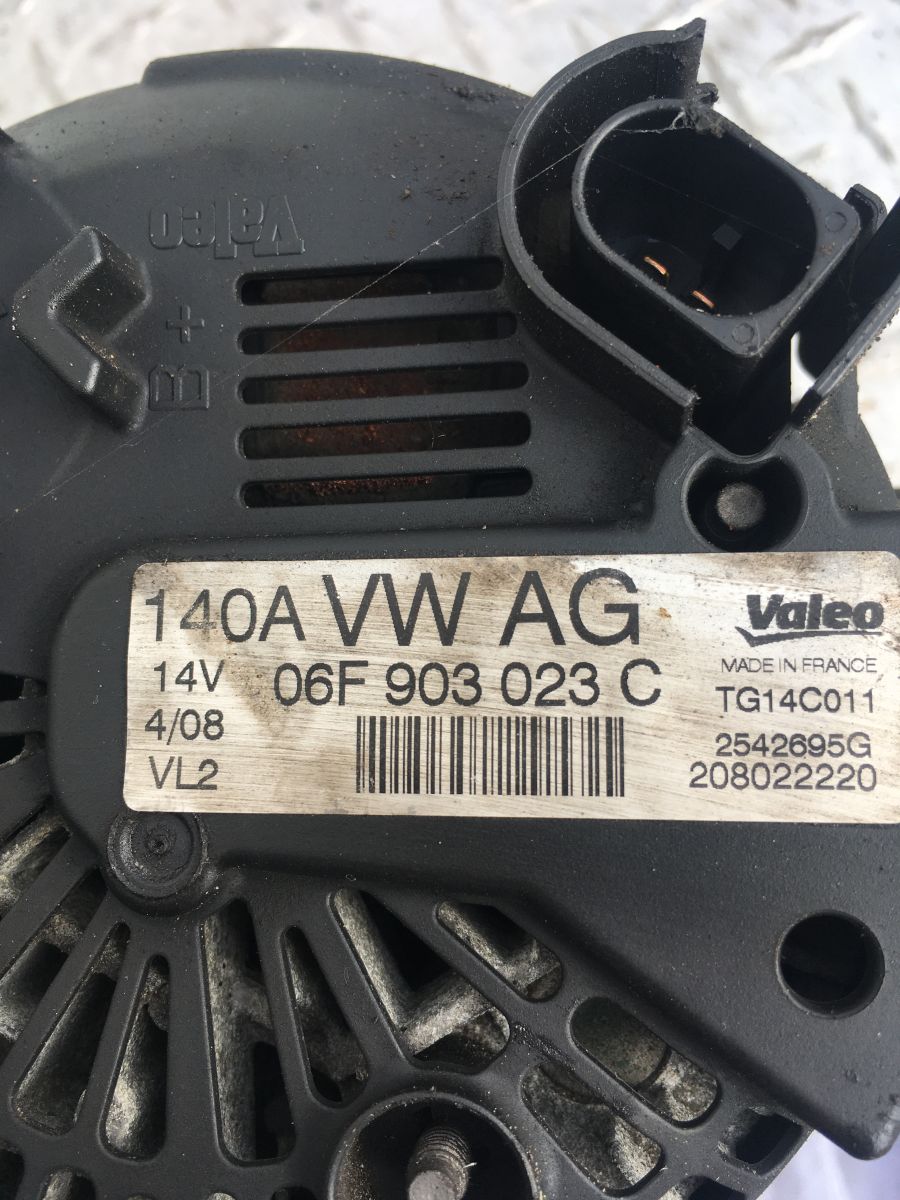 Valeo
B +
140A VW AG
14V 06F 903 023 C
4/08
VL2
Valeo
MADE IN FRANCE
TG14C011
2542695G
208022220